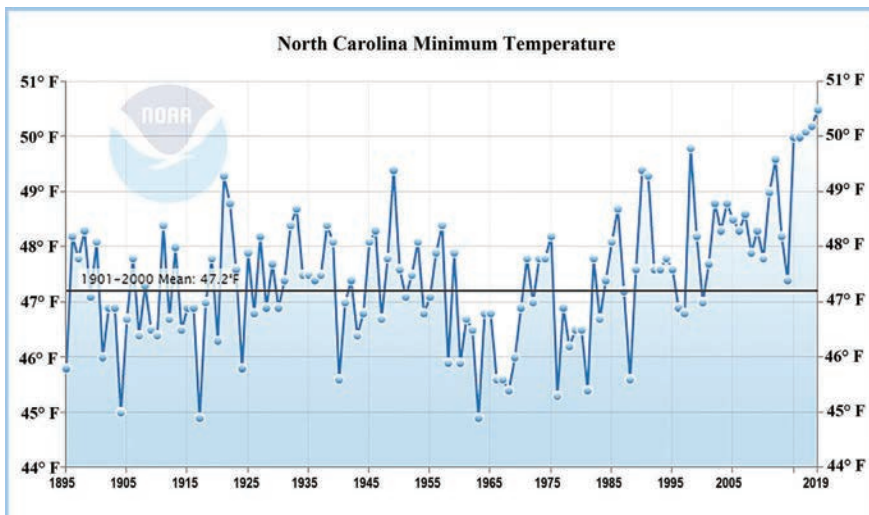 North Carolina Minimum Temperature
51° F 51° F
50° F 50° F
49° F 49° F
48° F 48° F
47° F 47° F
46° F 46° F
45° F 45° F
44° F 44° F
NOAA
1901-2000 Mean: 47.2°F
1895 1905 1915 1925 1935 1945 1955 1965 1975 1985 1995 2005 2019